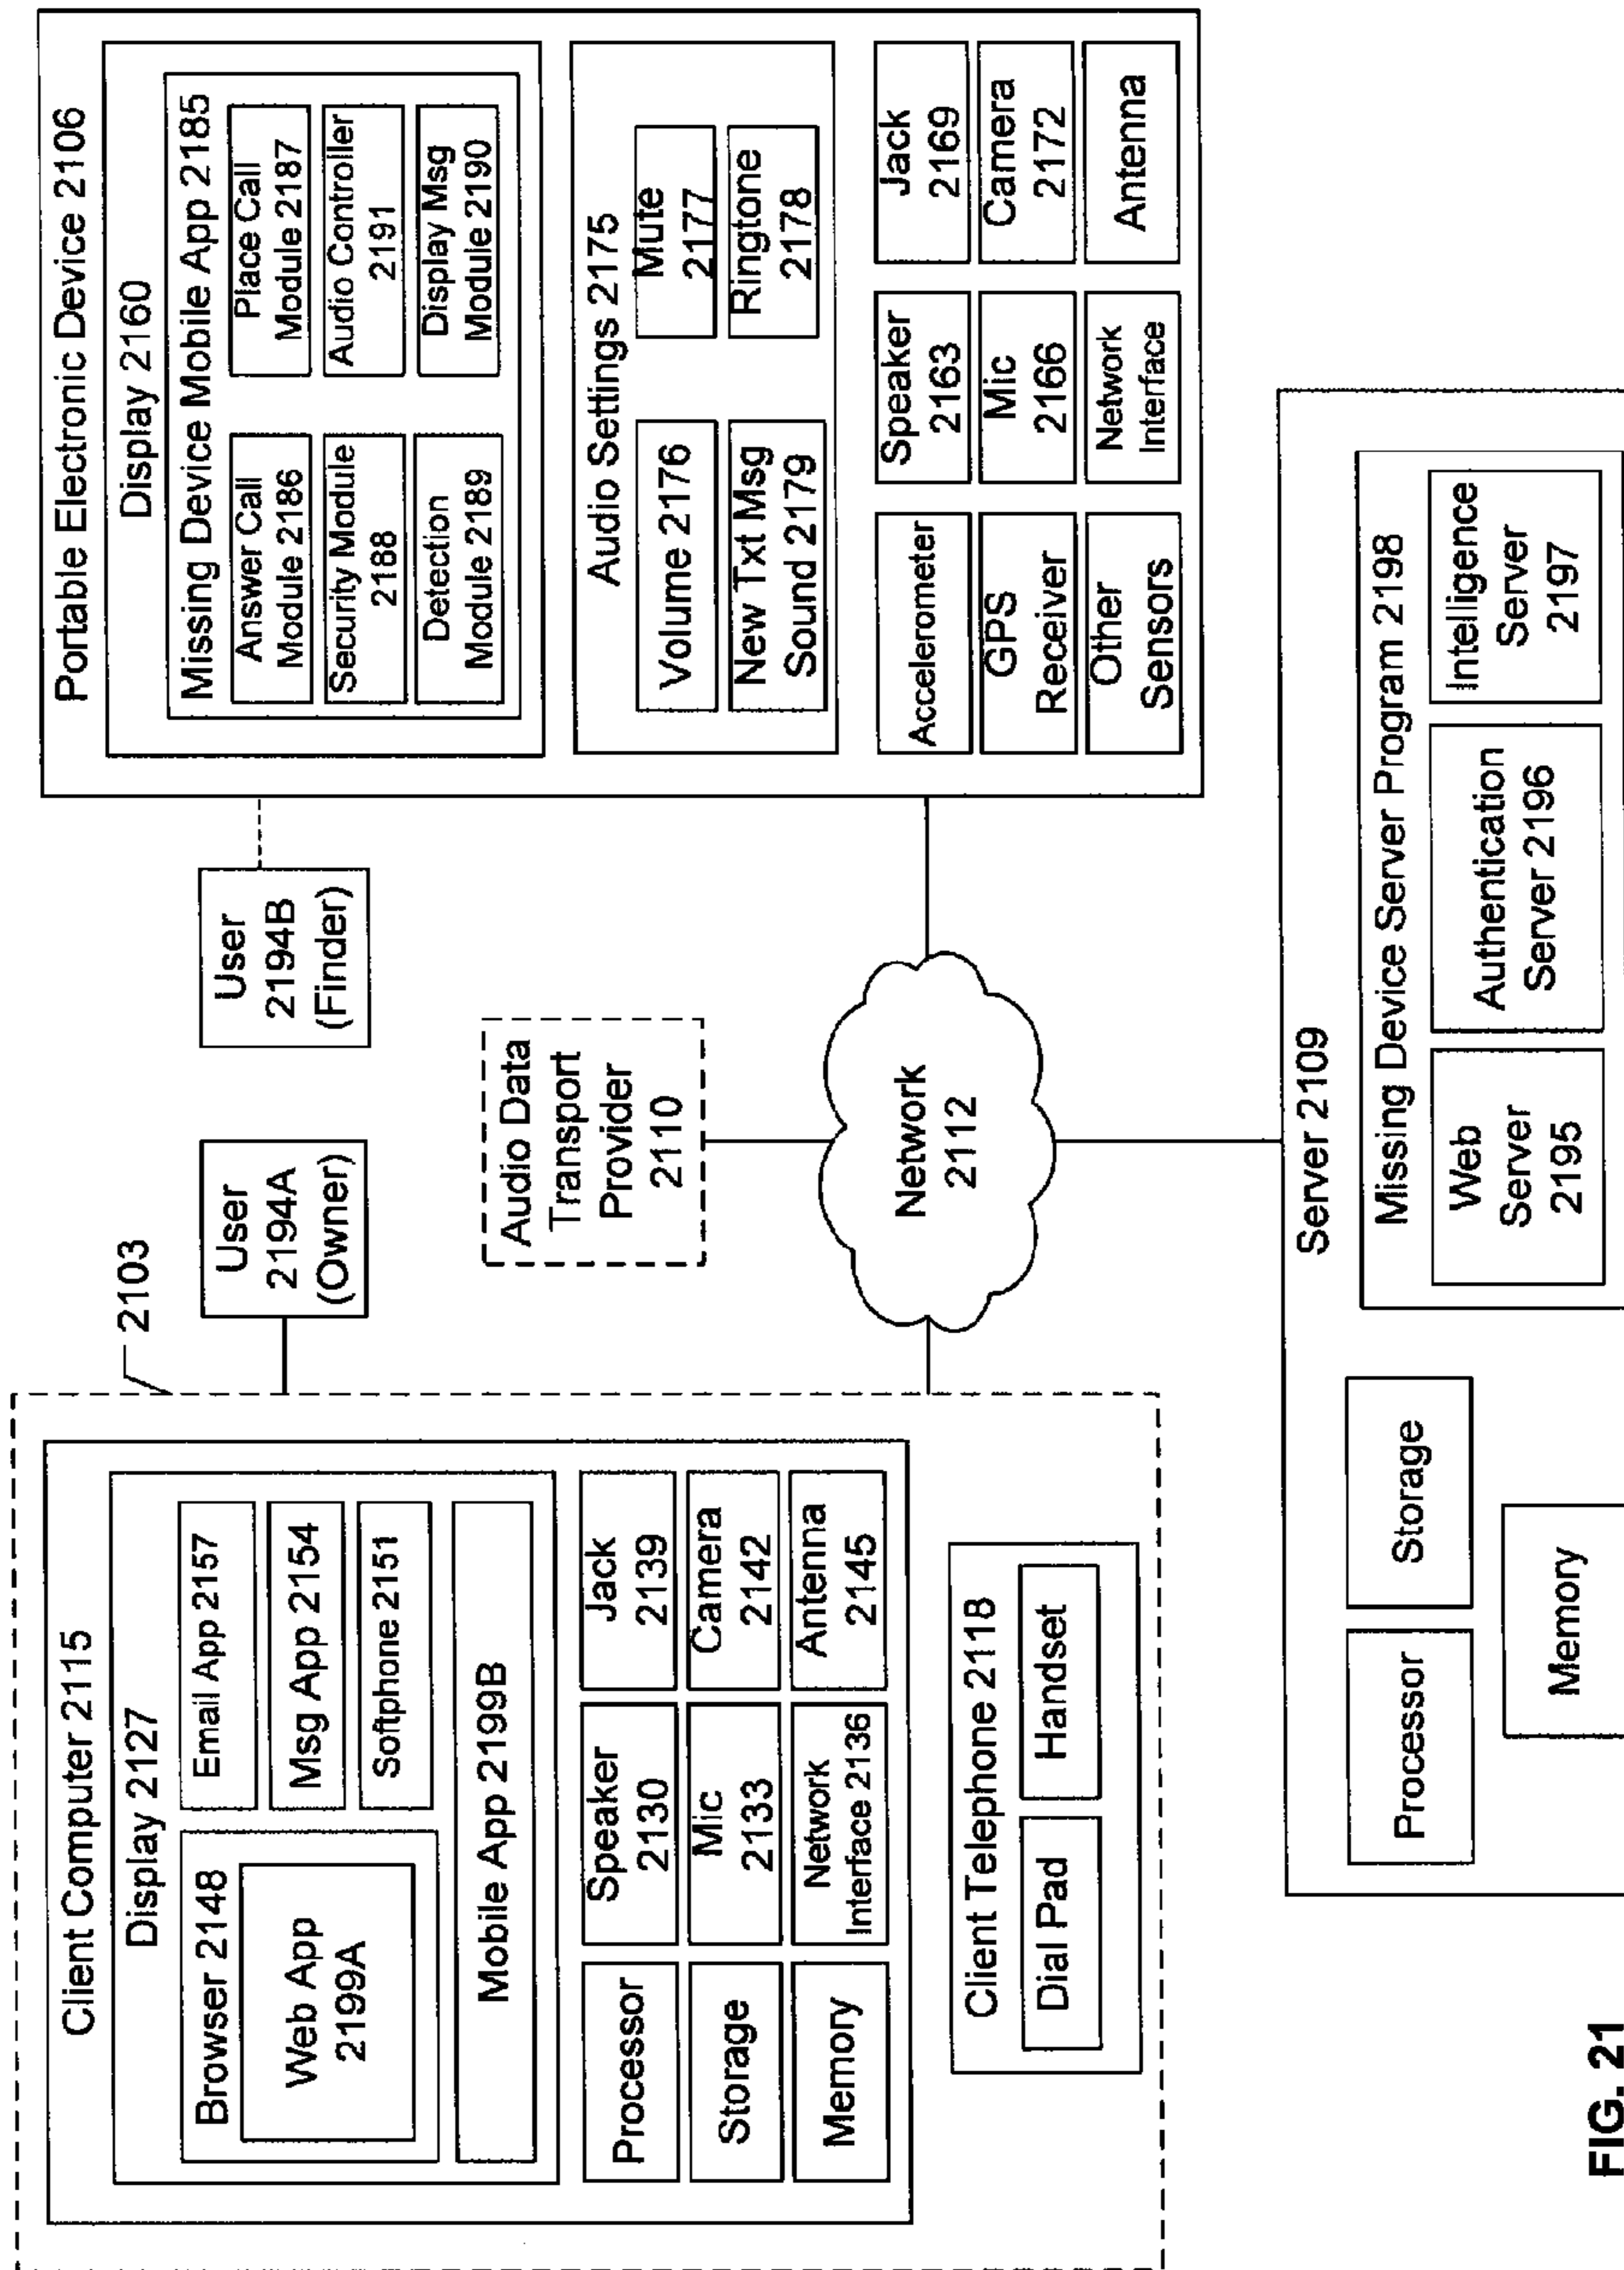 2103
Client Computer 2115
Display 2127
Browser 2148
Web App
2199A
Email App 2157
Msg App 2154
Softphone 2151
Mobile App 2199B
Processor
Speaker
2130
Jack
2139
Storage
Mic
2133
Camera
2142
Memory
Network
Interface 2136
Antenna
2145
Client Telephone 2118
Dial Pad
Handset
User
2194A
(Owner)
User
2194B
(Finder)
Audio Data
Transport
Provider
2110
Network
2112
Portable Electronic Device 2106
Display 2160
Missing Device Mobile App 2185
Answer Call
Module 2186
Place Call
Module 2187
Security Module
2188
Audio Controller
2191
Detection
Module 2189
Display Msg
Module 2190
Audio Settings 2175
Volume 2176
Mute
2177
New Txt Msg
Sound 2179
Ringtone
2178
Accelerometer
Speaker
2163
Jack
2169
GPS
Receiver
Mic
2166
Camera
2172
Other
Sensors
Network
Interface
Antenna
Server 2109
Processor
Storage
Memory
Missing Device Server Program 2198
Web
Server
2195
Authentication
Server 2196
Intelligence
Server
2197
FIG. 21